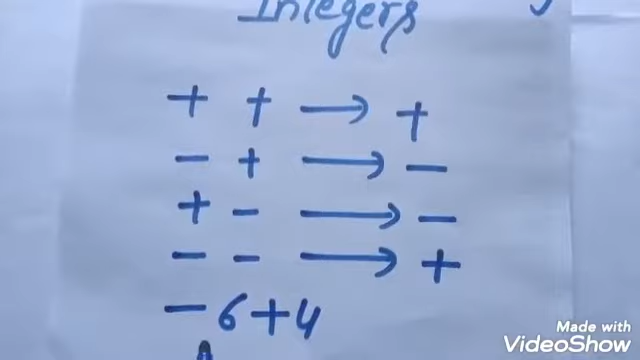 Integers
+ + → +
- + → -
+ - → -
- - → +
-6+4
Made with
VideoShow